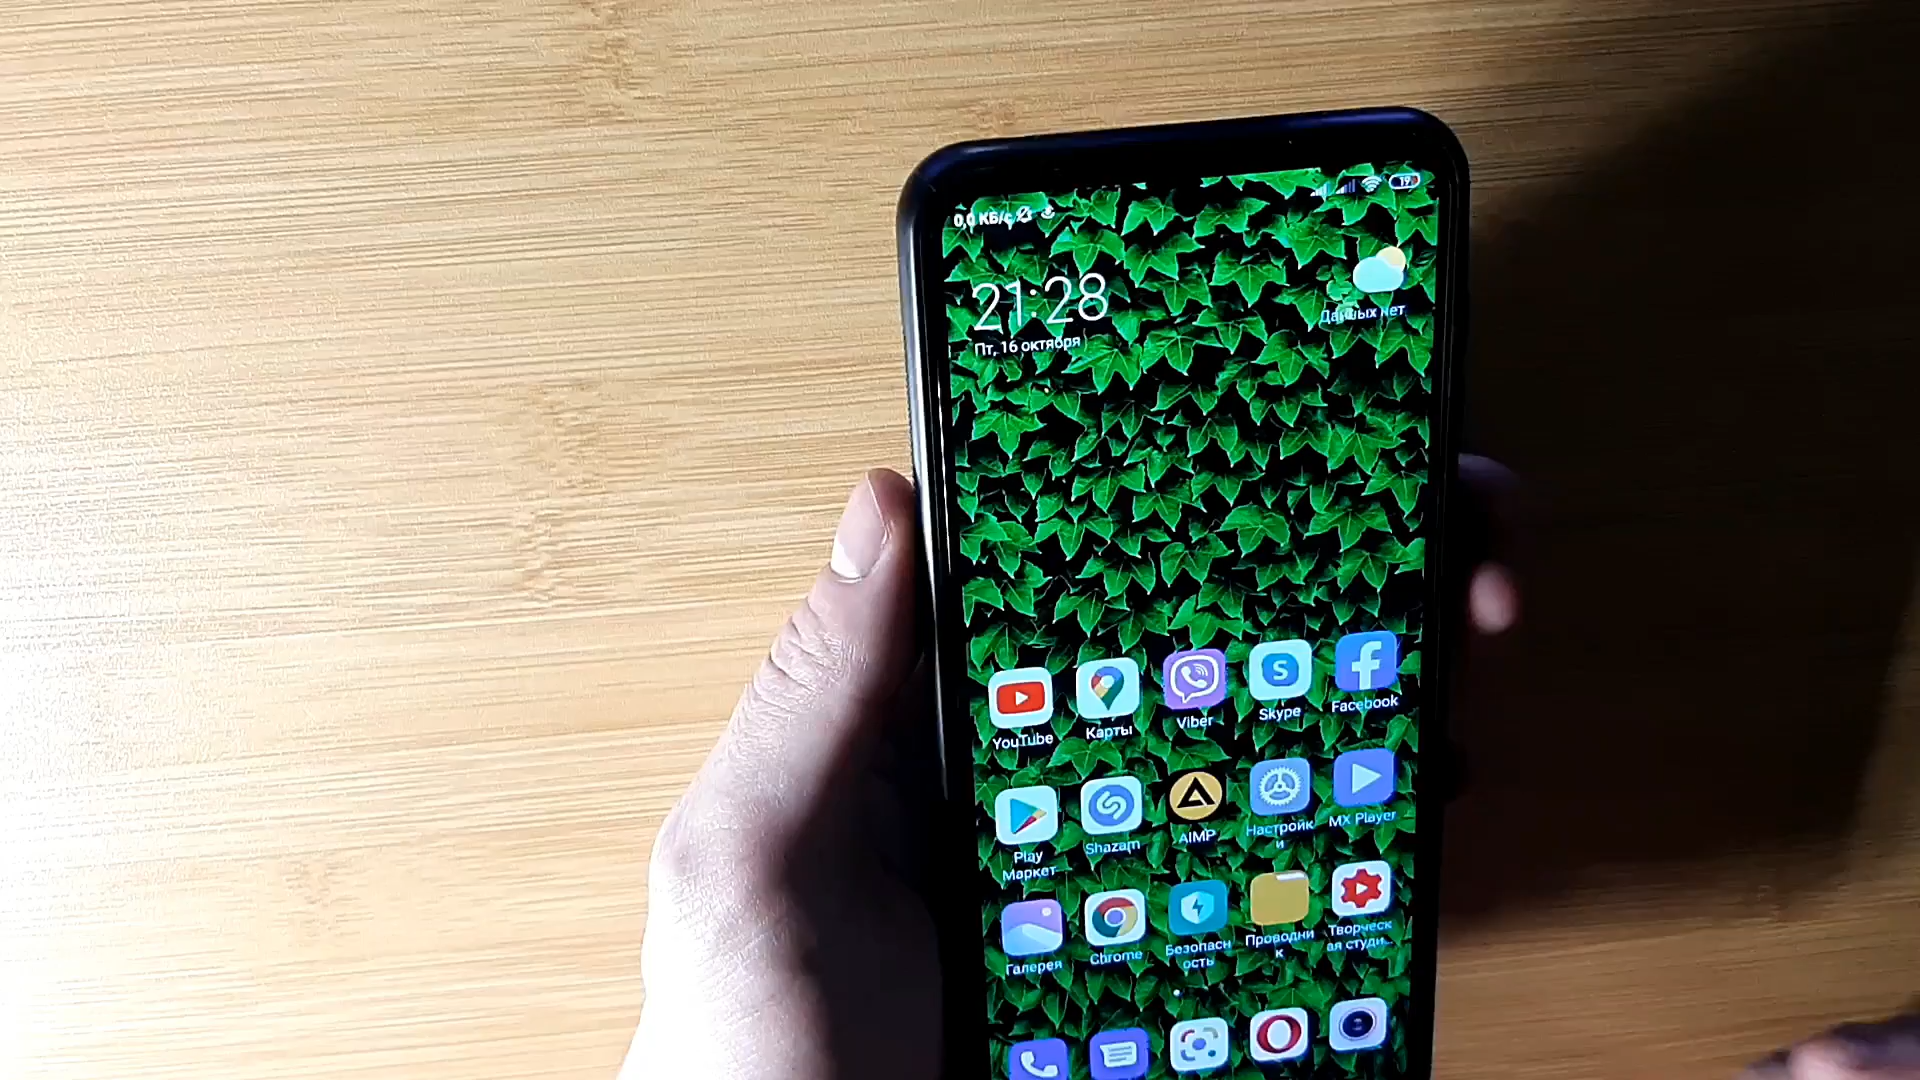 0,0 КБ/с
19
21:28
Пт, 16 октября
Данных нет
YouTube
Карты
Viber
Skype
Facebook
Play
Маркет
Shazam
AIMP
Настройк
и
MX Player
Галерея
Chrome
Безопасн
ость
Проводни
к
Творческ
ая студи...